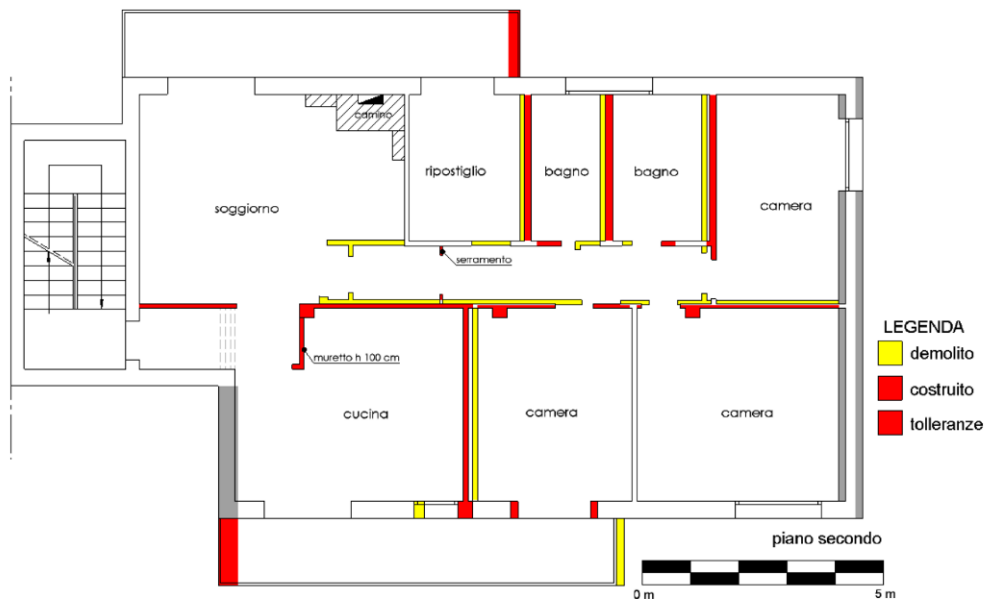 camino
ripostiglio
bagno
bagno
soggiorno
camera
serramento
muretto h 100 cm
cucina
camera
camera
LEGENDA
demolito
costruito
tolleranze
piano secondo
0 m
5 m